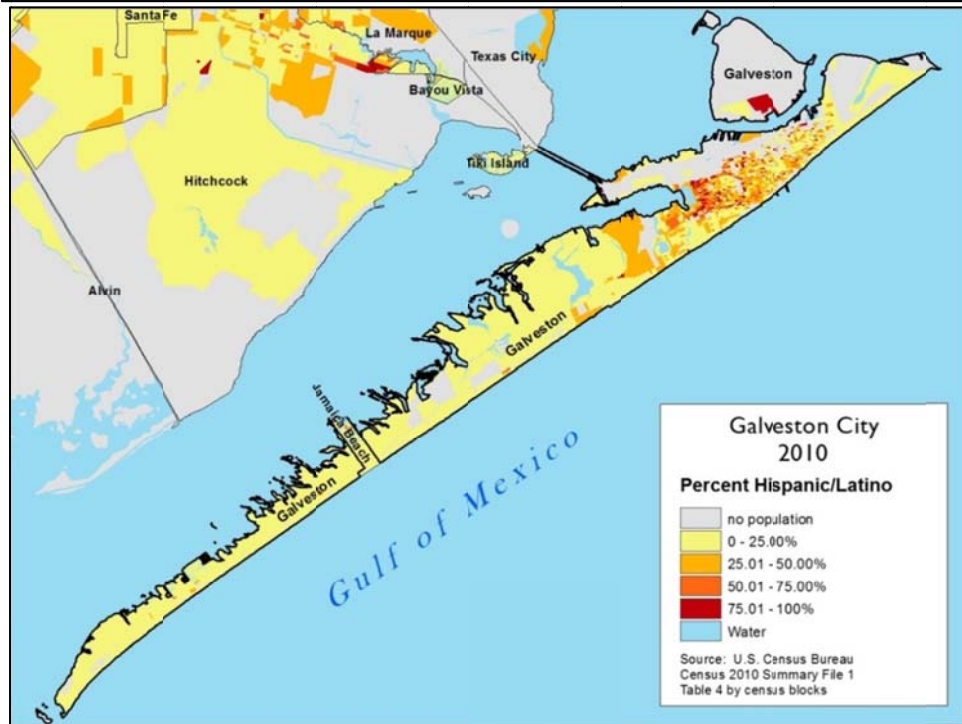 SantaFe
La Marque
Texas City
Galveston
Bayou Vista
Tiki Island
Hitchcock
Alvin
Galveston
Jamaica Beach
Galveston
Gulf of Mexico
Galveston City
2010
Percent Hispanic/Latino
no population
0 - 25.00%
25.01 - 50.00%
50.01 - 75.00%
75.01 - 100%
Water
Source: U.S. Census Bureau
Census 2010 Summary File 1
Table 4 by census blocks